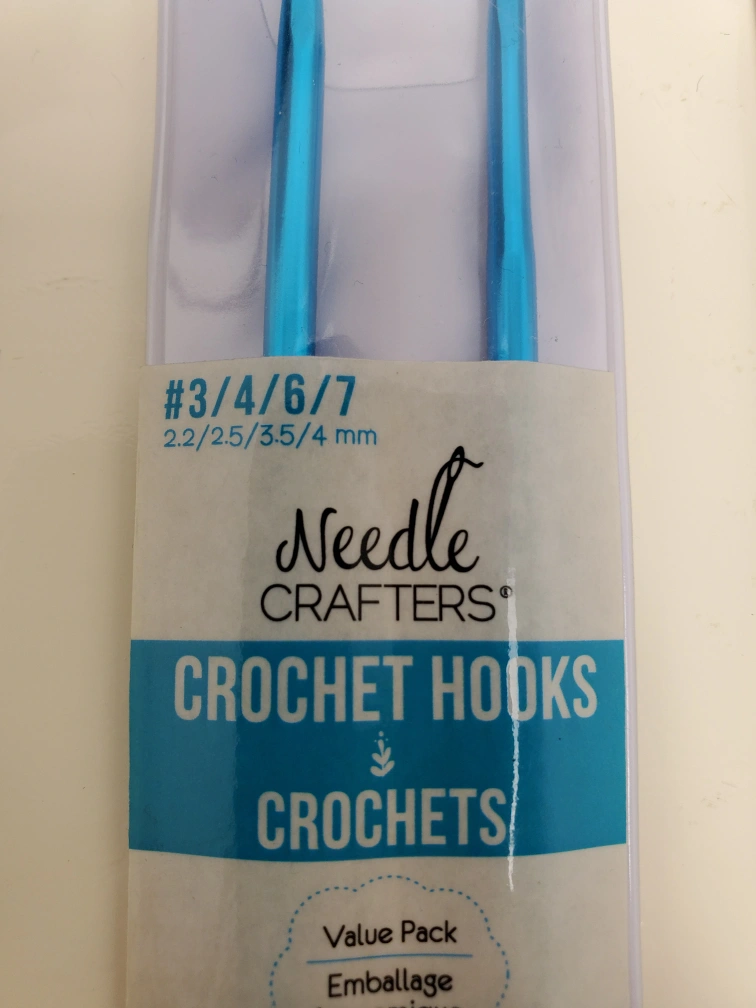 #3/4/6/7
2.2/2.5/3.5/4 mm
Needle
CRAFTERS®
CROCHET HOOKS
CROCHETS
Value Pack
Emballage